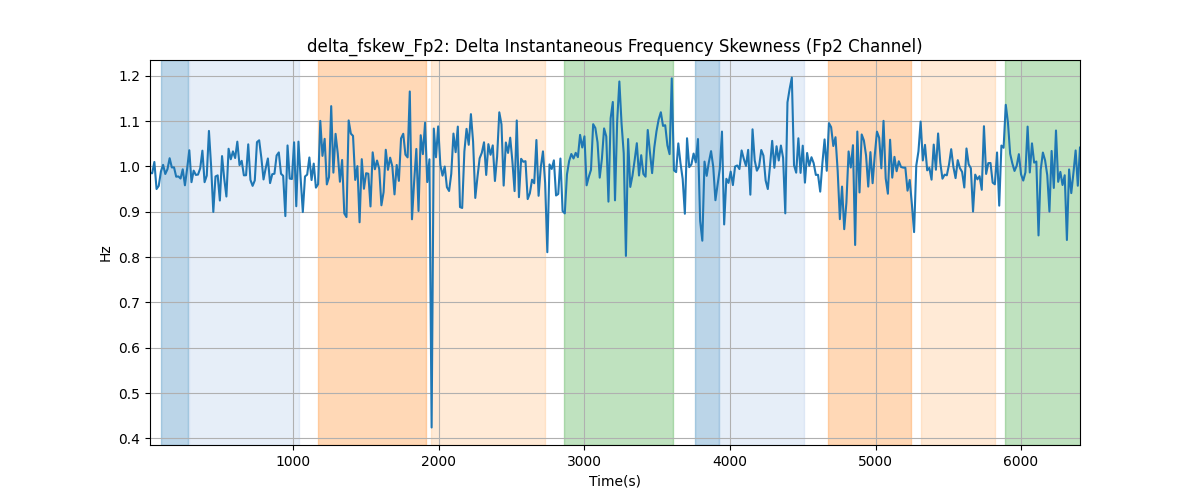 delta_fskew_Fp2: Delta Instantaneous Frequency Skewness (Fp2 Channel)
1.2
1.1
1.0
0.9
0.8
0.7
0.6
0.5
0.4
Hz
1000 2000 3000 4000 5000 6000
Time(s)